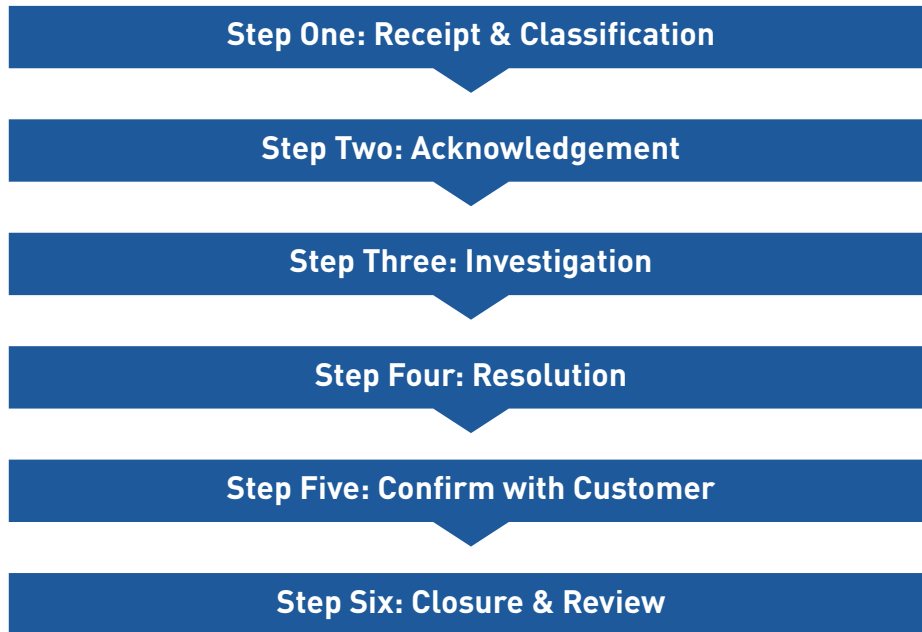 Step One: Receipt & Classification
Step Two: Acknowledgement
Step Three: Investigation
Step Four: Resolution
Step Five: Confirm with Customer
Step Six: Closure & Review